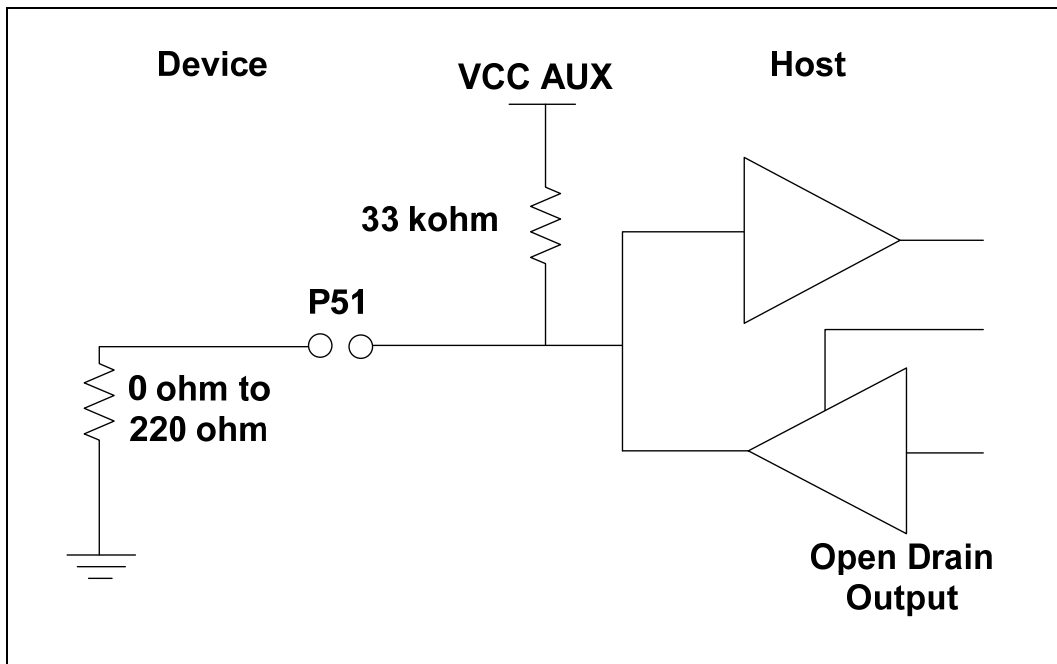 Device
VCC AUX
Host
33 kohm
P51
0 ohm to
220 ohm
Open Drain
Output